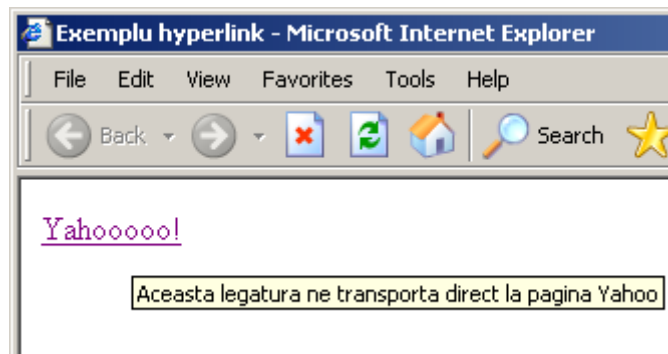 Exemplu hyperlink - Microsoft Internet Explorer
File Edit View Favorites Tools Help
Back Search
Yahooooo!
Aceasta legatura ne transporta direct la pagina Yahoo